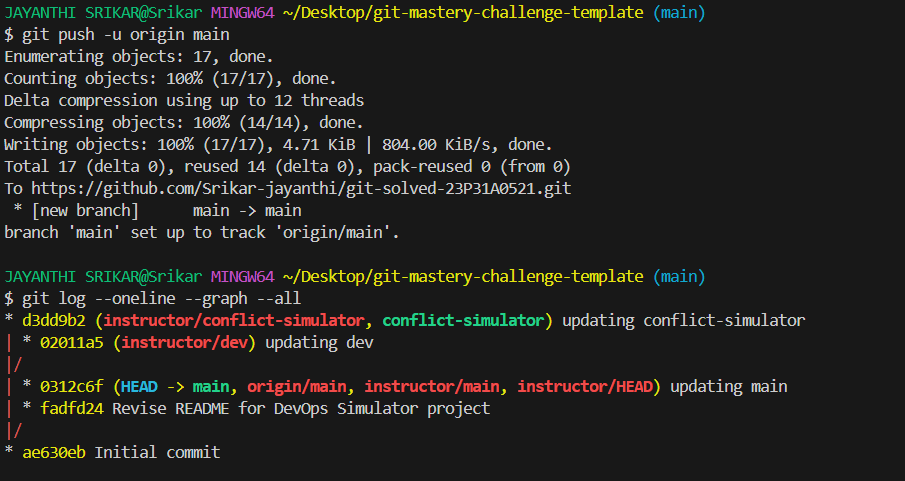 JAYANTHI SRIKAR@Srikar MINGW64 ~/Desktop/git-mastery-challenge-template (main)
$ git push -u origin main
Enumerating objects: 17, done.
Counting objects: 100% (17/17), done.
Delta compression using up to 12 threads
Compressing objects: 100% (14/14), done.
Writing objects: 100% (17/17), 4.71 KiB | 804.00 KiB/s, done.
Total 17 (delta 0), reused 14 (delta 0), pack-reused 0 (from 0)
To https://github.com/Srikar-jayanthi/git-solved-23P31A0521.git
 * [new branch]      main -> main
branch 'main' set up to track 'origin/main'.

JAYANTHI SRIKAR@Srikar MINGW64 ~/Desktop/git-mastery-challenge-template (main)
$ git log --oneline --graph --all
* d3dd9b2 (instructor/conflict-simulator, conflict-simulator) updating conflict-simulator
| * 02011a5 (instructor/dev) updating dev
|/
| * 0312c6f (HEAD -> main, origin/main, instructor/main, instructor/HEAD) updating main
| * fadfd24 Revise README for DevOps Simulator project
|/
* ae630eb Initial commit